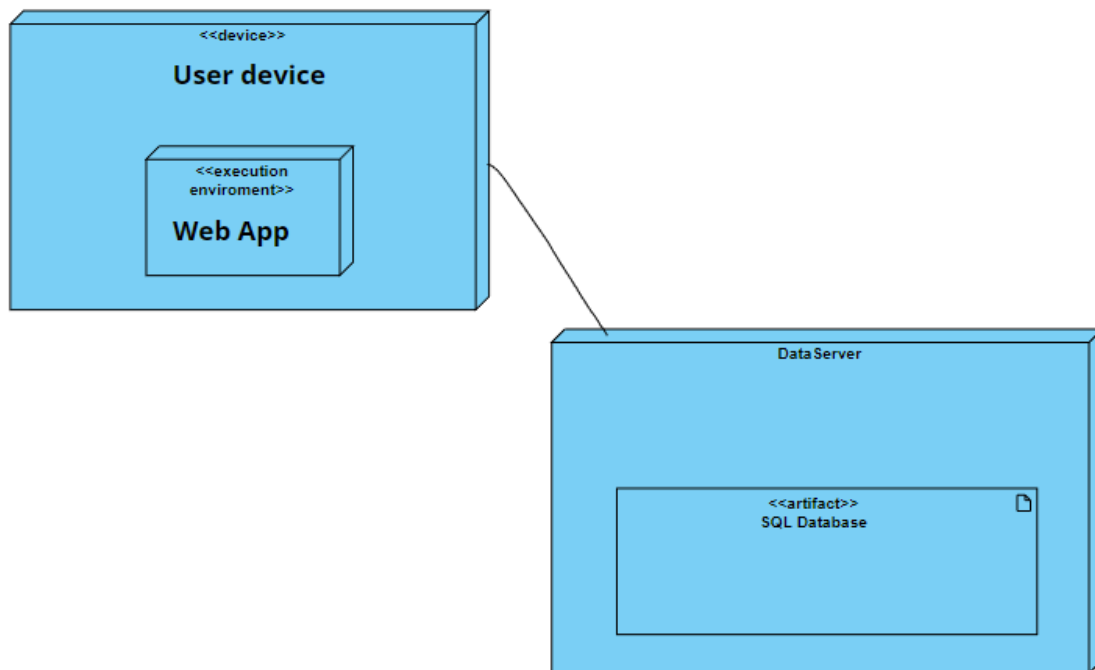 <<device>>
User device
<<execution
enviroment>>
Web App
DataServer
<<artifact>>
SQL Database